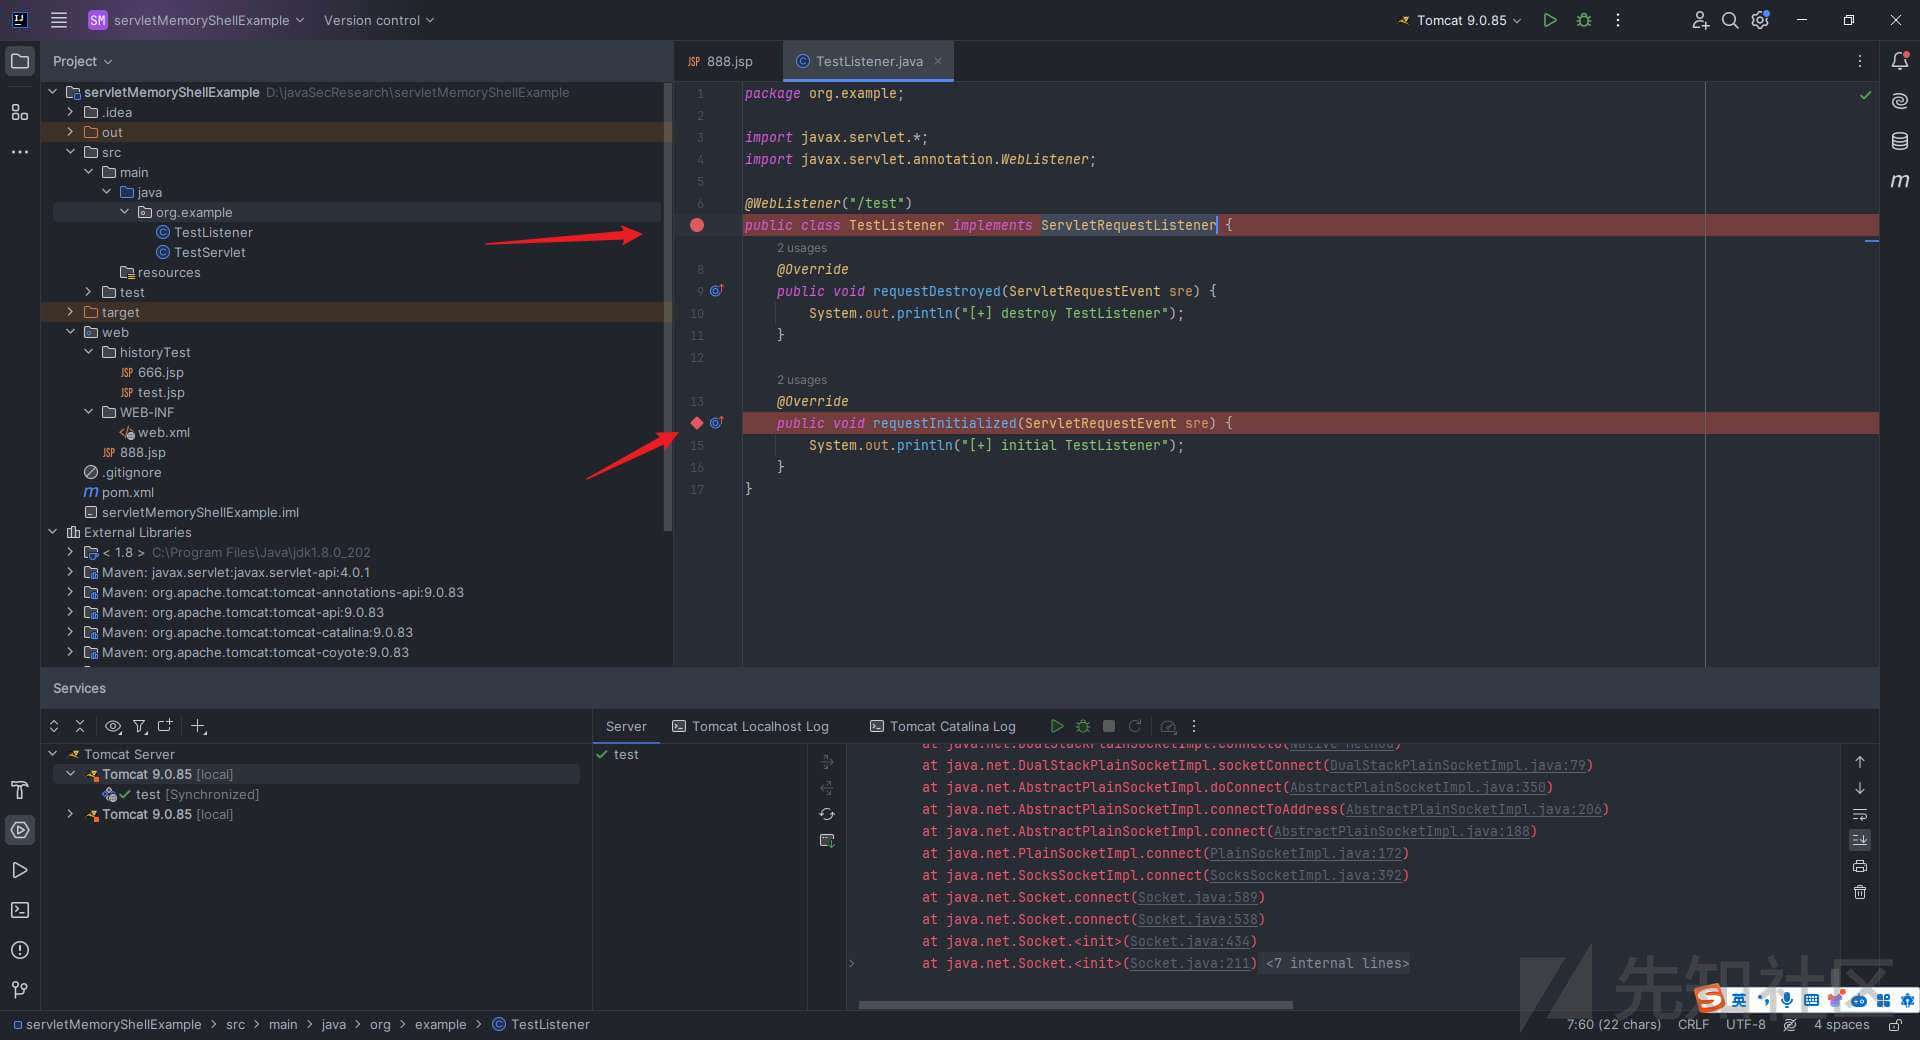 SM servletMemoryShellExample Version control Tomcat 9.0.85
Project
servletMemoryShellExample D:\javaSecResearch\servletMemoryShellExample
.idea
out
src
main
java
org.example
TestListener
TestServlet
resources
test
target
web
historyTest
JSP 666.jsp
JSP test.jsp
WEB-INF
web.xml
JSP 888.jsp
.gitignore
m pom.xml
servletMemoryShellExample.iml
External Libraries
< 1.8 > C:\Program Files\Java\jdk1.8.0_202
Maven: javax.servlet:javax.servlet-api:4.0.1
Maven: org.apache.tomcat:tomcat-annotations-api:9.0.83
Maven: org.apache.tomcat:tomcat-api:9.0.83
Maven: org.apache.tomcat:tomcat-catalina:9.0.83
Maven: org.apache.tomcat:tomcat-coyote:9.0.83
JSP 888.jsp TestListener.java
1 package org.example;
2
3 import javax.servlet.*;
4 import javax.servlet.annotation.WebListener;
5
6 @WebListener("/test")
public class TestListener implements ServletRequestListener {
2 usages
8 @Override
9 public void requestDestroyed(ServletRequestEvent sre) {
10 System.out.println("[+] destroy TestListener");
11 }
12
2 usages
13 @Override
public void requestInitialized(ServletRequestEvent sre) {
15 System.out.println("[+] initial TestListener");
16 }
17 }
Services
Server Tomcat Localhost Log Tomcat Catalina Log
Tomcat Server
Tomcat 9.0.85 [local]
test [Synchronized]
Tomcat 9.0.85 [local]
test
at java.net.DualStackPlainSocketImpl.connect0(Native Method)
at java.net.DualStackPlainSocketImpl.socketConnect(DualStackPlainSocketImpl.java:79)
at java.net.AbstractPlainSocketImpl.doConnect(AbstractPlainSocketImpl.java:350)
at java.net.AbstractPlainSocketImpl.connectToAddress(AbstractPlainSocketImpl.java:206)
at java.net.AbstractPlainSocketImpl.connect(AbstractPlainSocketImpl.java:188)
at java.net.PlainSocketImpl.connect(PlainSocketImpl.java:172)
at java.net.SocksSocketImpl.connect(SocksSocketImpl.java:392)
at java.net.Socket.connect(Socket.java:589)
at java.net.Socket.connect(Socket.java:538)
at java.net.Socket.<init>(Socket.java:434)
at java.net.Socket.<init>(Socket.java:211) <7 internal lines>
先知社区
英
servletMemoryShellExample > src > main > java > org > example > TestListener
7:60 (22 chars) CRLF UTF-8 4 spaces